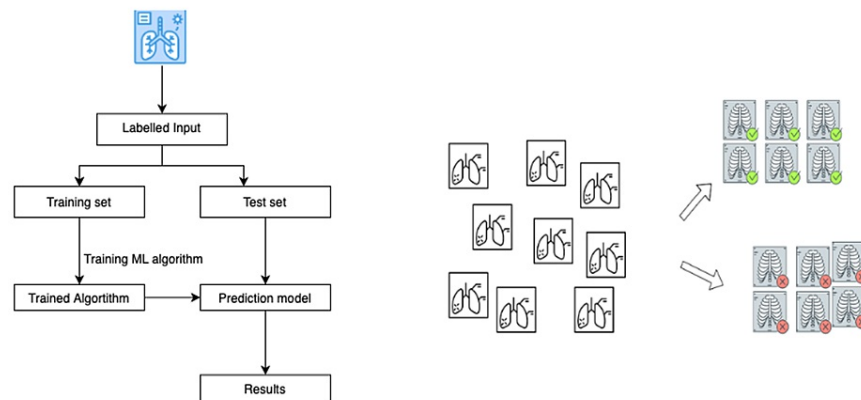 Labelled Input
Training set
Test set
Training ML algorithm
Trained Algortithm
Prediction model
Results